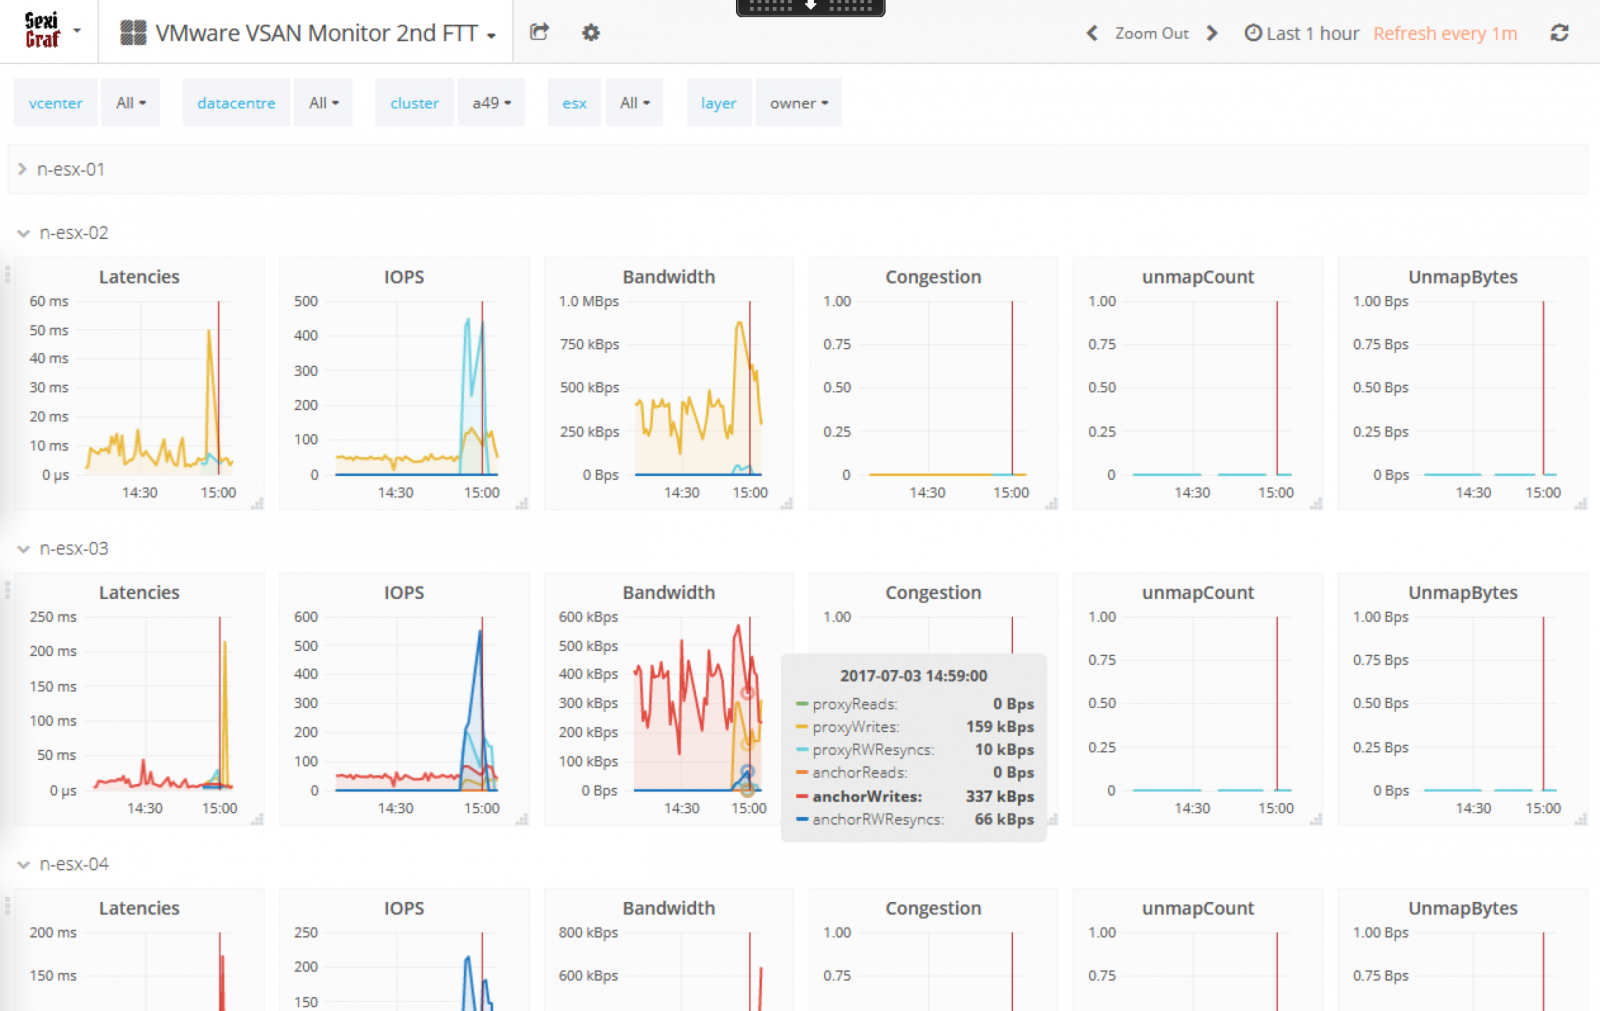 Sexi
Graf
VMware VSAN Monitor 2nd FTT
Zoom Out
Last 1 hour
Refresh every 1m
vcenter All datacentre All cluster a49 esx All layer owner
n-esx-01
n-esx-02
Latencies
60 ms
50 ms
40 ms
30 ms
20 ms
10 ms
0 µs
14:30 15:00
IOPS
500
400
300
200
100
0
14:30 15:00
Bandwidth
1.0 MBps
750 kBps
500 kBps
250 kBps
0 Bps
14:30 15:00
Congestion
1.00
0.75
0.50
0.25
0
14:30 15:00
unmapCount
1.00
0.75
0.50
0.25
0
14:30 15:00
UnmapBytes
1.00 Bps
0.75 Bps
0.50 Bps
0.25 Bps
0 Bps
14:30 15:00
n-esx-03
Latencies
250 ms
200 ms
150 ms
100 ms
50 ms
0 µs
14:30 15:00
IOPS
600
500
400
300
200
100
0
14:30 15:00
Bandwidth
600 kBps
500 kBps
400 kBps
300 kBps
200 kBps
100 kBps
0 Bps
14:30 15:00
Congestion
1.00
2017-07-03 14:59:00
proxyReads: 0 Bps
proxyWrites: 159 kBps
proxyRWResyncs: 10 kBps
anchorReads: 0 Bps
anchorWrites: 337 kBps
anchorRWResyncs: 66 kBps
unmapCount
1.00
0.75
0.50
0.25
0
14:30 15:00
UnmapBytes
1.00 Bps
0.75 Bps
0.50 Bps
0.25 Bps
0 Bps
14:30 15:00
n-esx-04
Latencies
200 ms
150 ms
IOPS
250
200
150
Bandwidth
800 kBps
600 kBps
Congestion
1.00
0.75
unmapCount
1.00
0.75
UnmapBytes
1.00 Bps
0.75 Bps